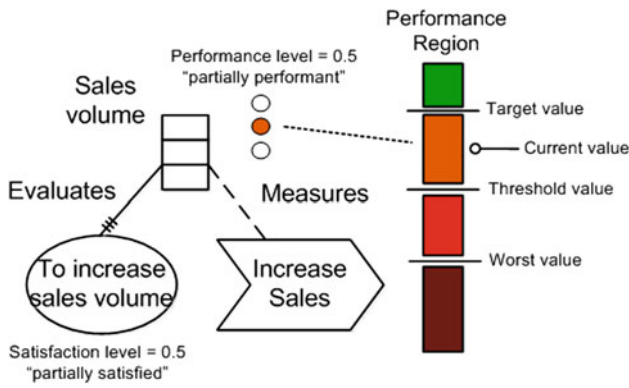 Performance
Region
Performance level = 0.5
"partially performant"
Sales
volume
Target value
Current value
Evaluates
Measures
Threshold value
To increase
sales volume
Increase
Sales
Worst value
Satisfaction level = 0.5
"partially satisfied"